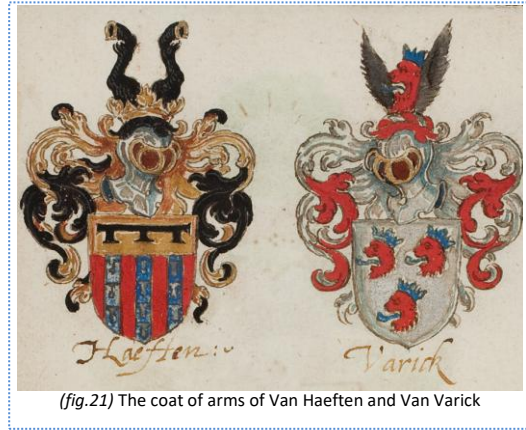 Haeften:
Varick
(fig.21) The coat of arms of Van Haeften and Van Varick